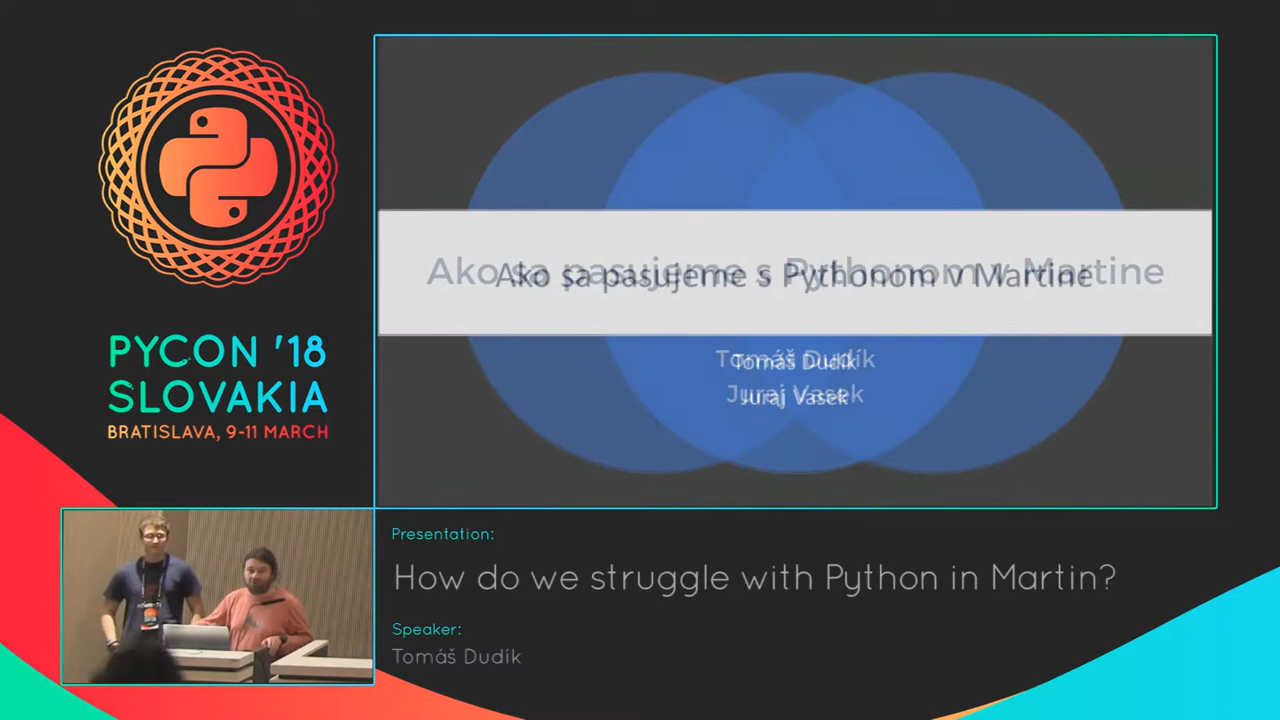 PYCON '18
SLOVAKIA
BRATISLAVA, 9-11 MARCH
Ako sa pasujeme s Pythonom v Martine
Tomáš Dudík
Juraj Vasek
Presentation:
How do we struggle with Python in Martin?
Speaker:
Tomáš Dudík